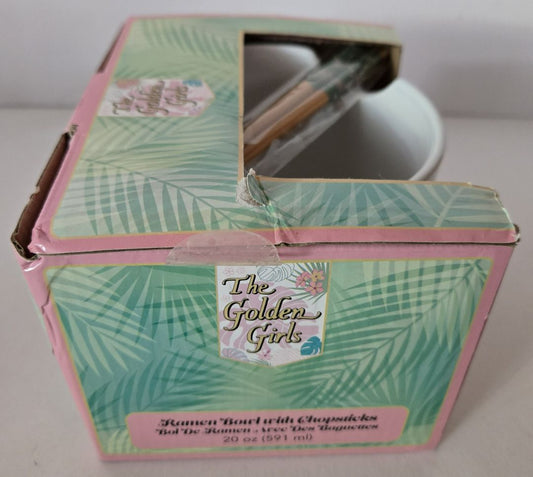 The
Golden
Girls
The
Golden
Girls
Ramen Bowl with Chopsticks
Bol De Ramen Avec Des Baguettes
20 oz (591 ml)